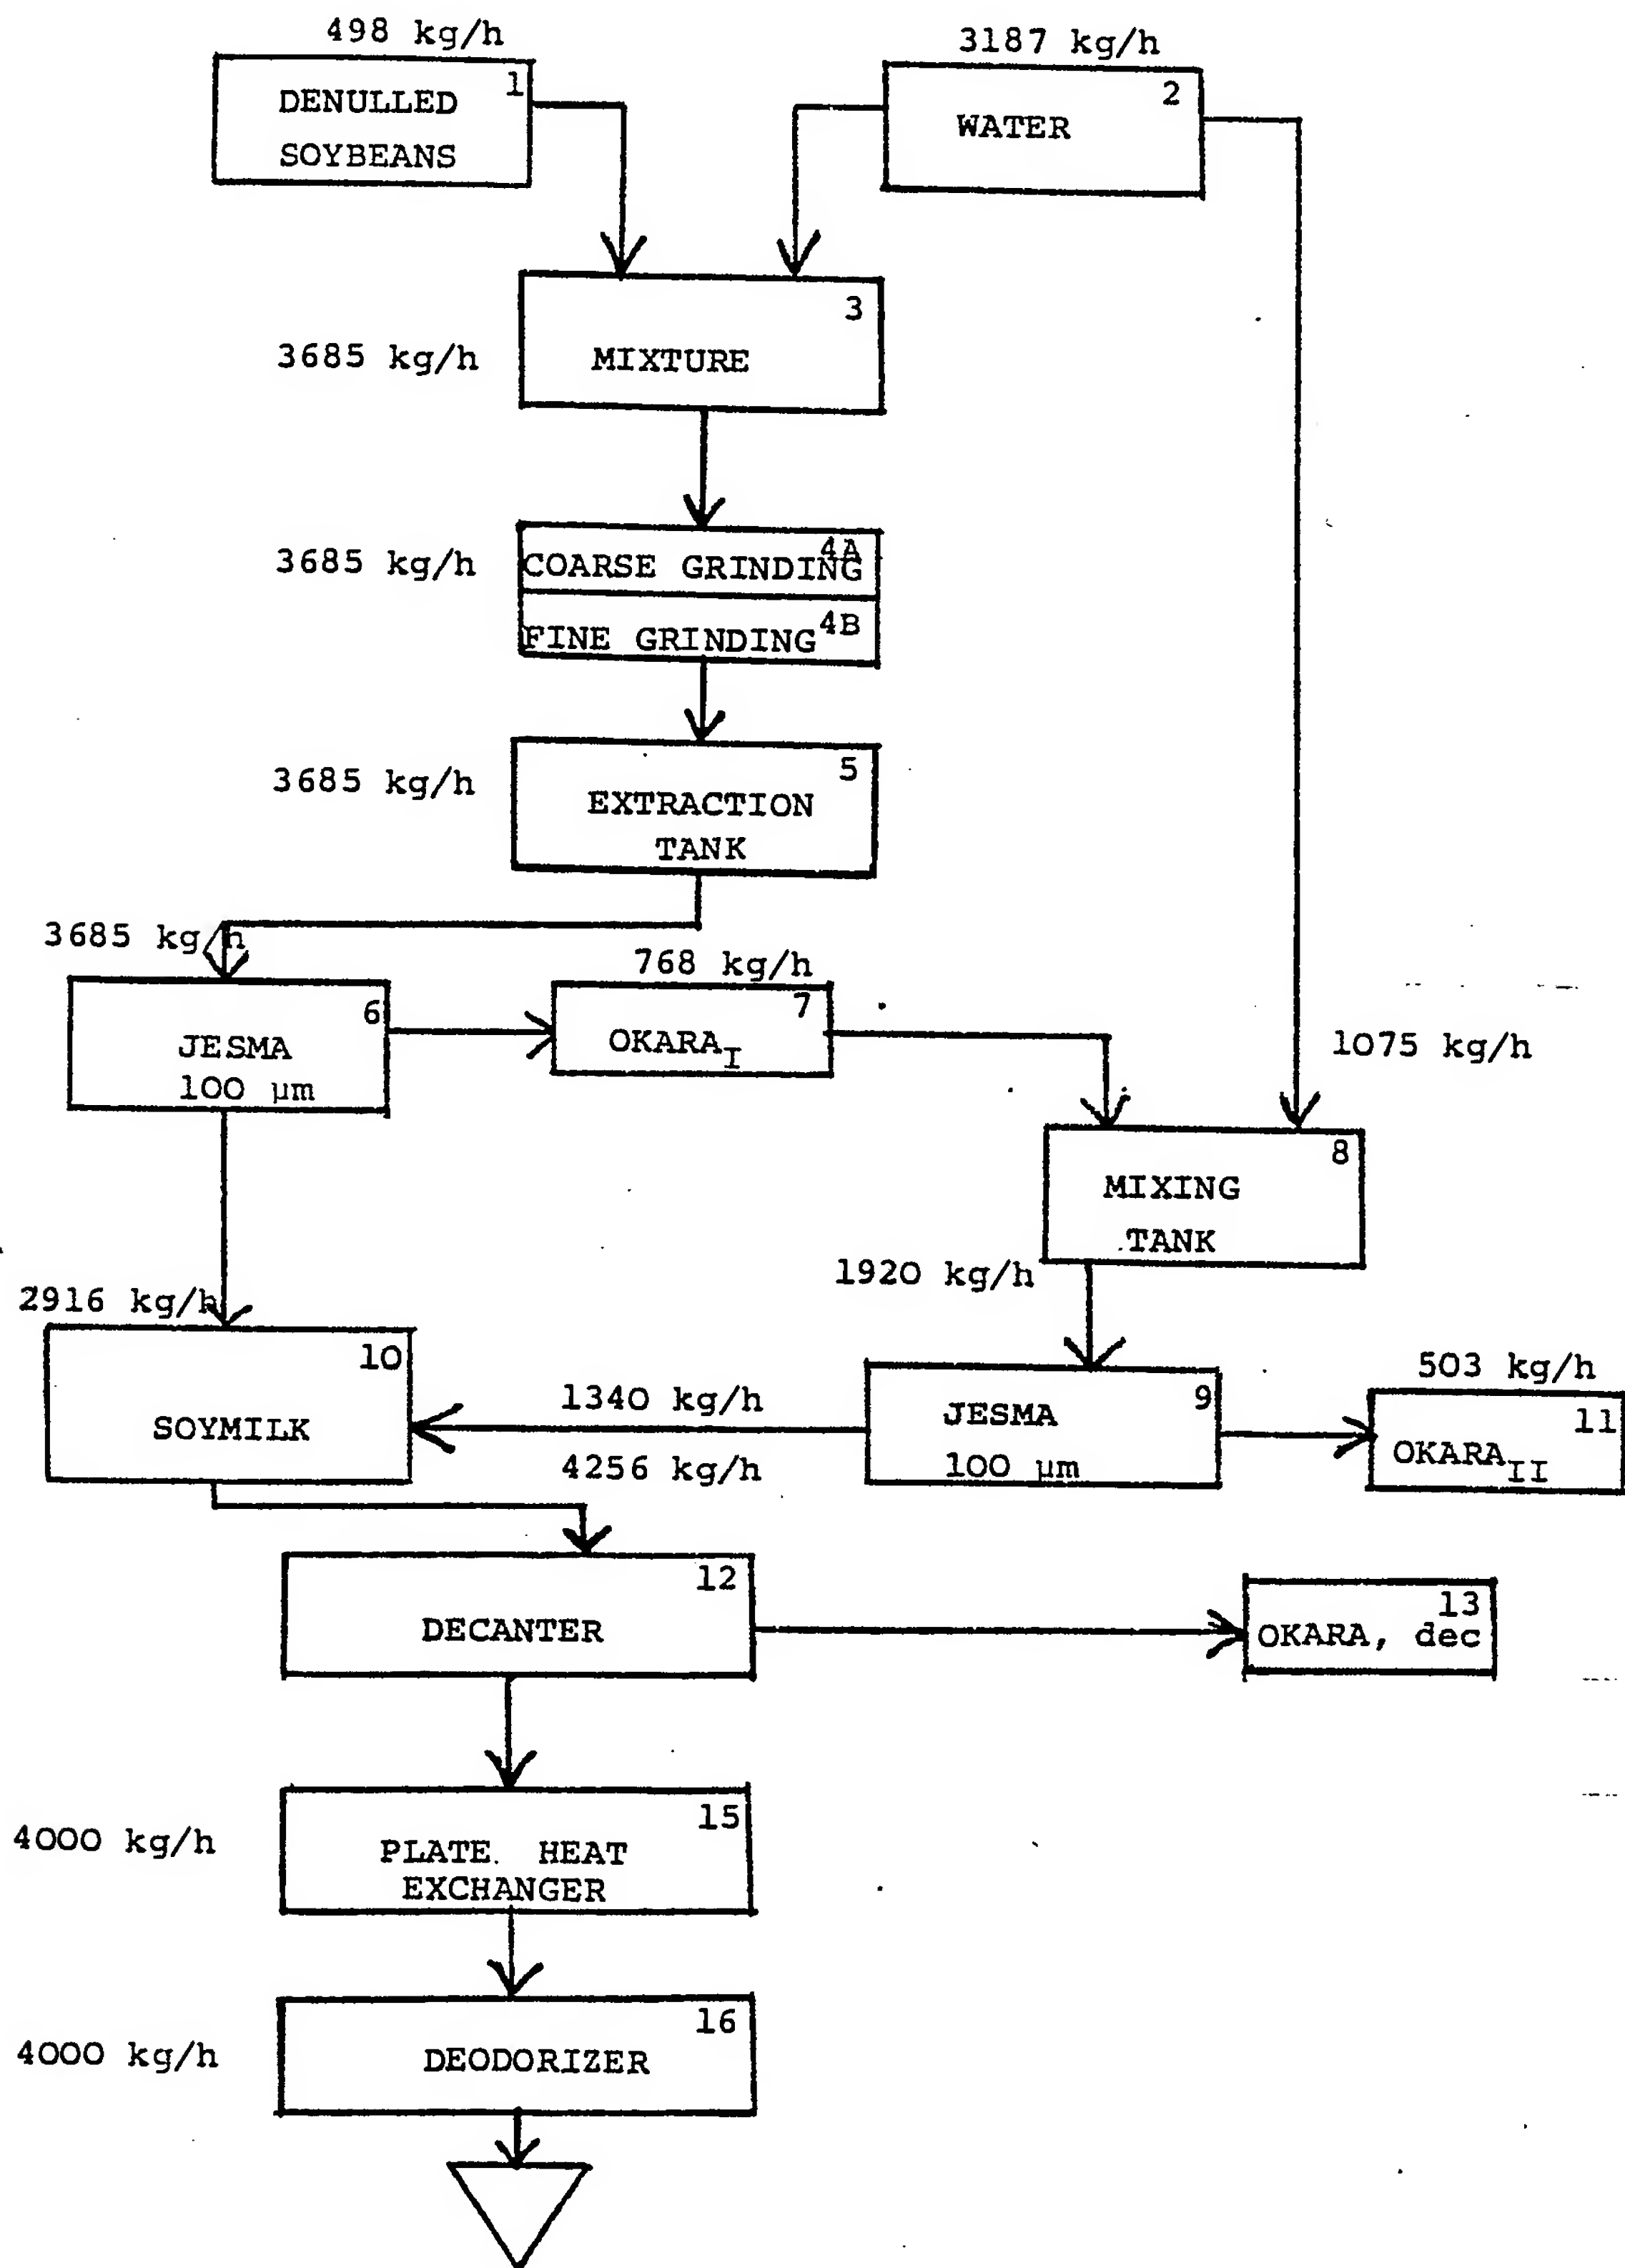 498 kg/h
3187 kg/h
1
DENULLED
SOYBEANS
2
WATER
3
3685 kg/h
MIXTURE
3685 kg/h
4A
COARSE GRINDING
4B
FINE GRINDING
5
3685 kg/h
EXTRACTION
TANK
3685 kg/h
768 kg/h
6
JESMA
100 µm
7
OKARA I
1075 kg/h
8
MIXING
TANK
1920 kg/h
2916 kg/h
10
SOYMILK
1340 kg/h
4256 kg/h
9
JESMA
100 µm
503 kg/h
11
OKARA II
12
DECANTER
13
OKARA, dec
15
4000 kg/h
PLATE HEAT
EXCHANGER
16
4000 kg/h
DEODORIZER